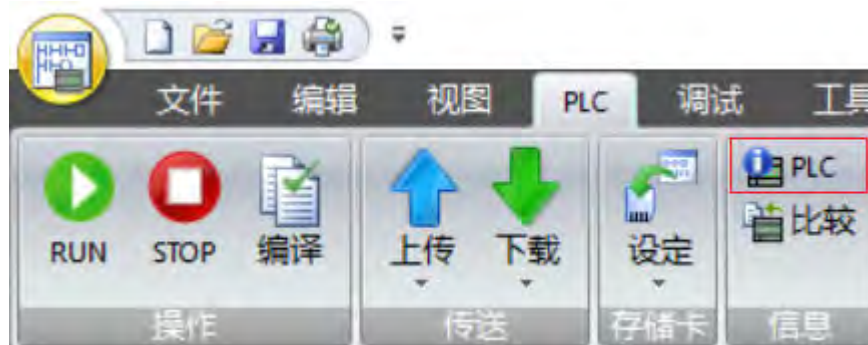 文件 编辑 视图 PLC 调试 工具
RUN STOP 编译 上传 下载 设定 PLC
比较
操作 传送 存储卡 信息